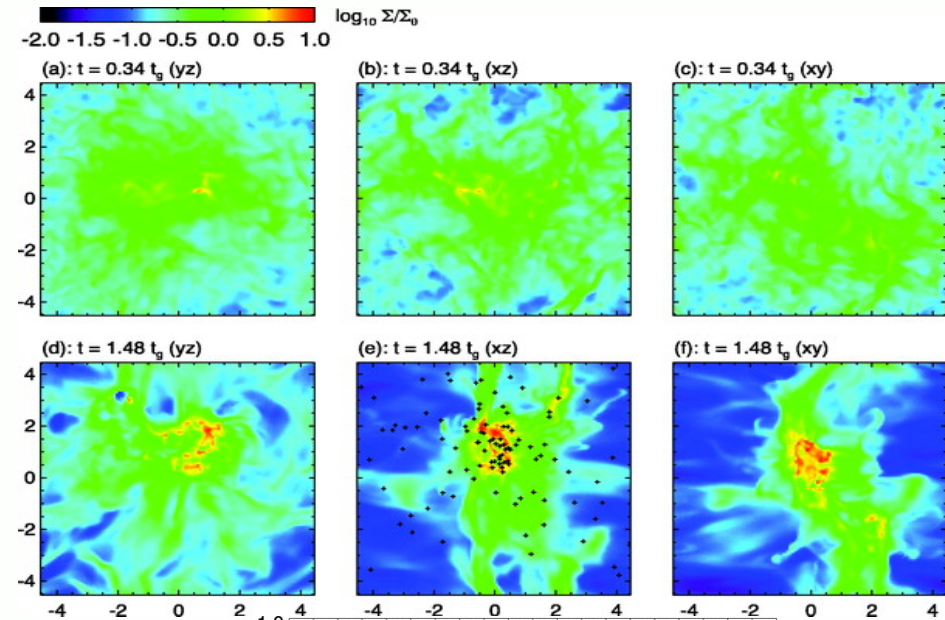 log₁₀ Σ/Σ₀
-2.0 -1.5 -1.0 -0.5 0.0 0.5 1.0
(a): t = 0.34 t_g (yz) (b): t = 0.34 t_g (xz) (c): t = 0.34 t_g (xy)
4
2
0
-2
-4
(d): t = 1.48 t_g (yz) (e): t = 1.48 t_g (xz) (f): t = 1.48 t_g (xy)
4
2
0
-2
-4
-4 -2 0 2 4 -4 -2 0 2 4 -4 -2 0 2 4